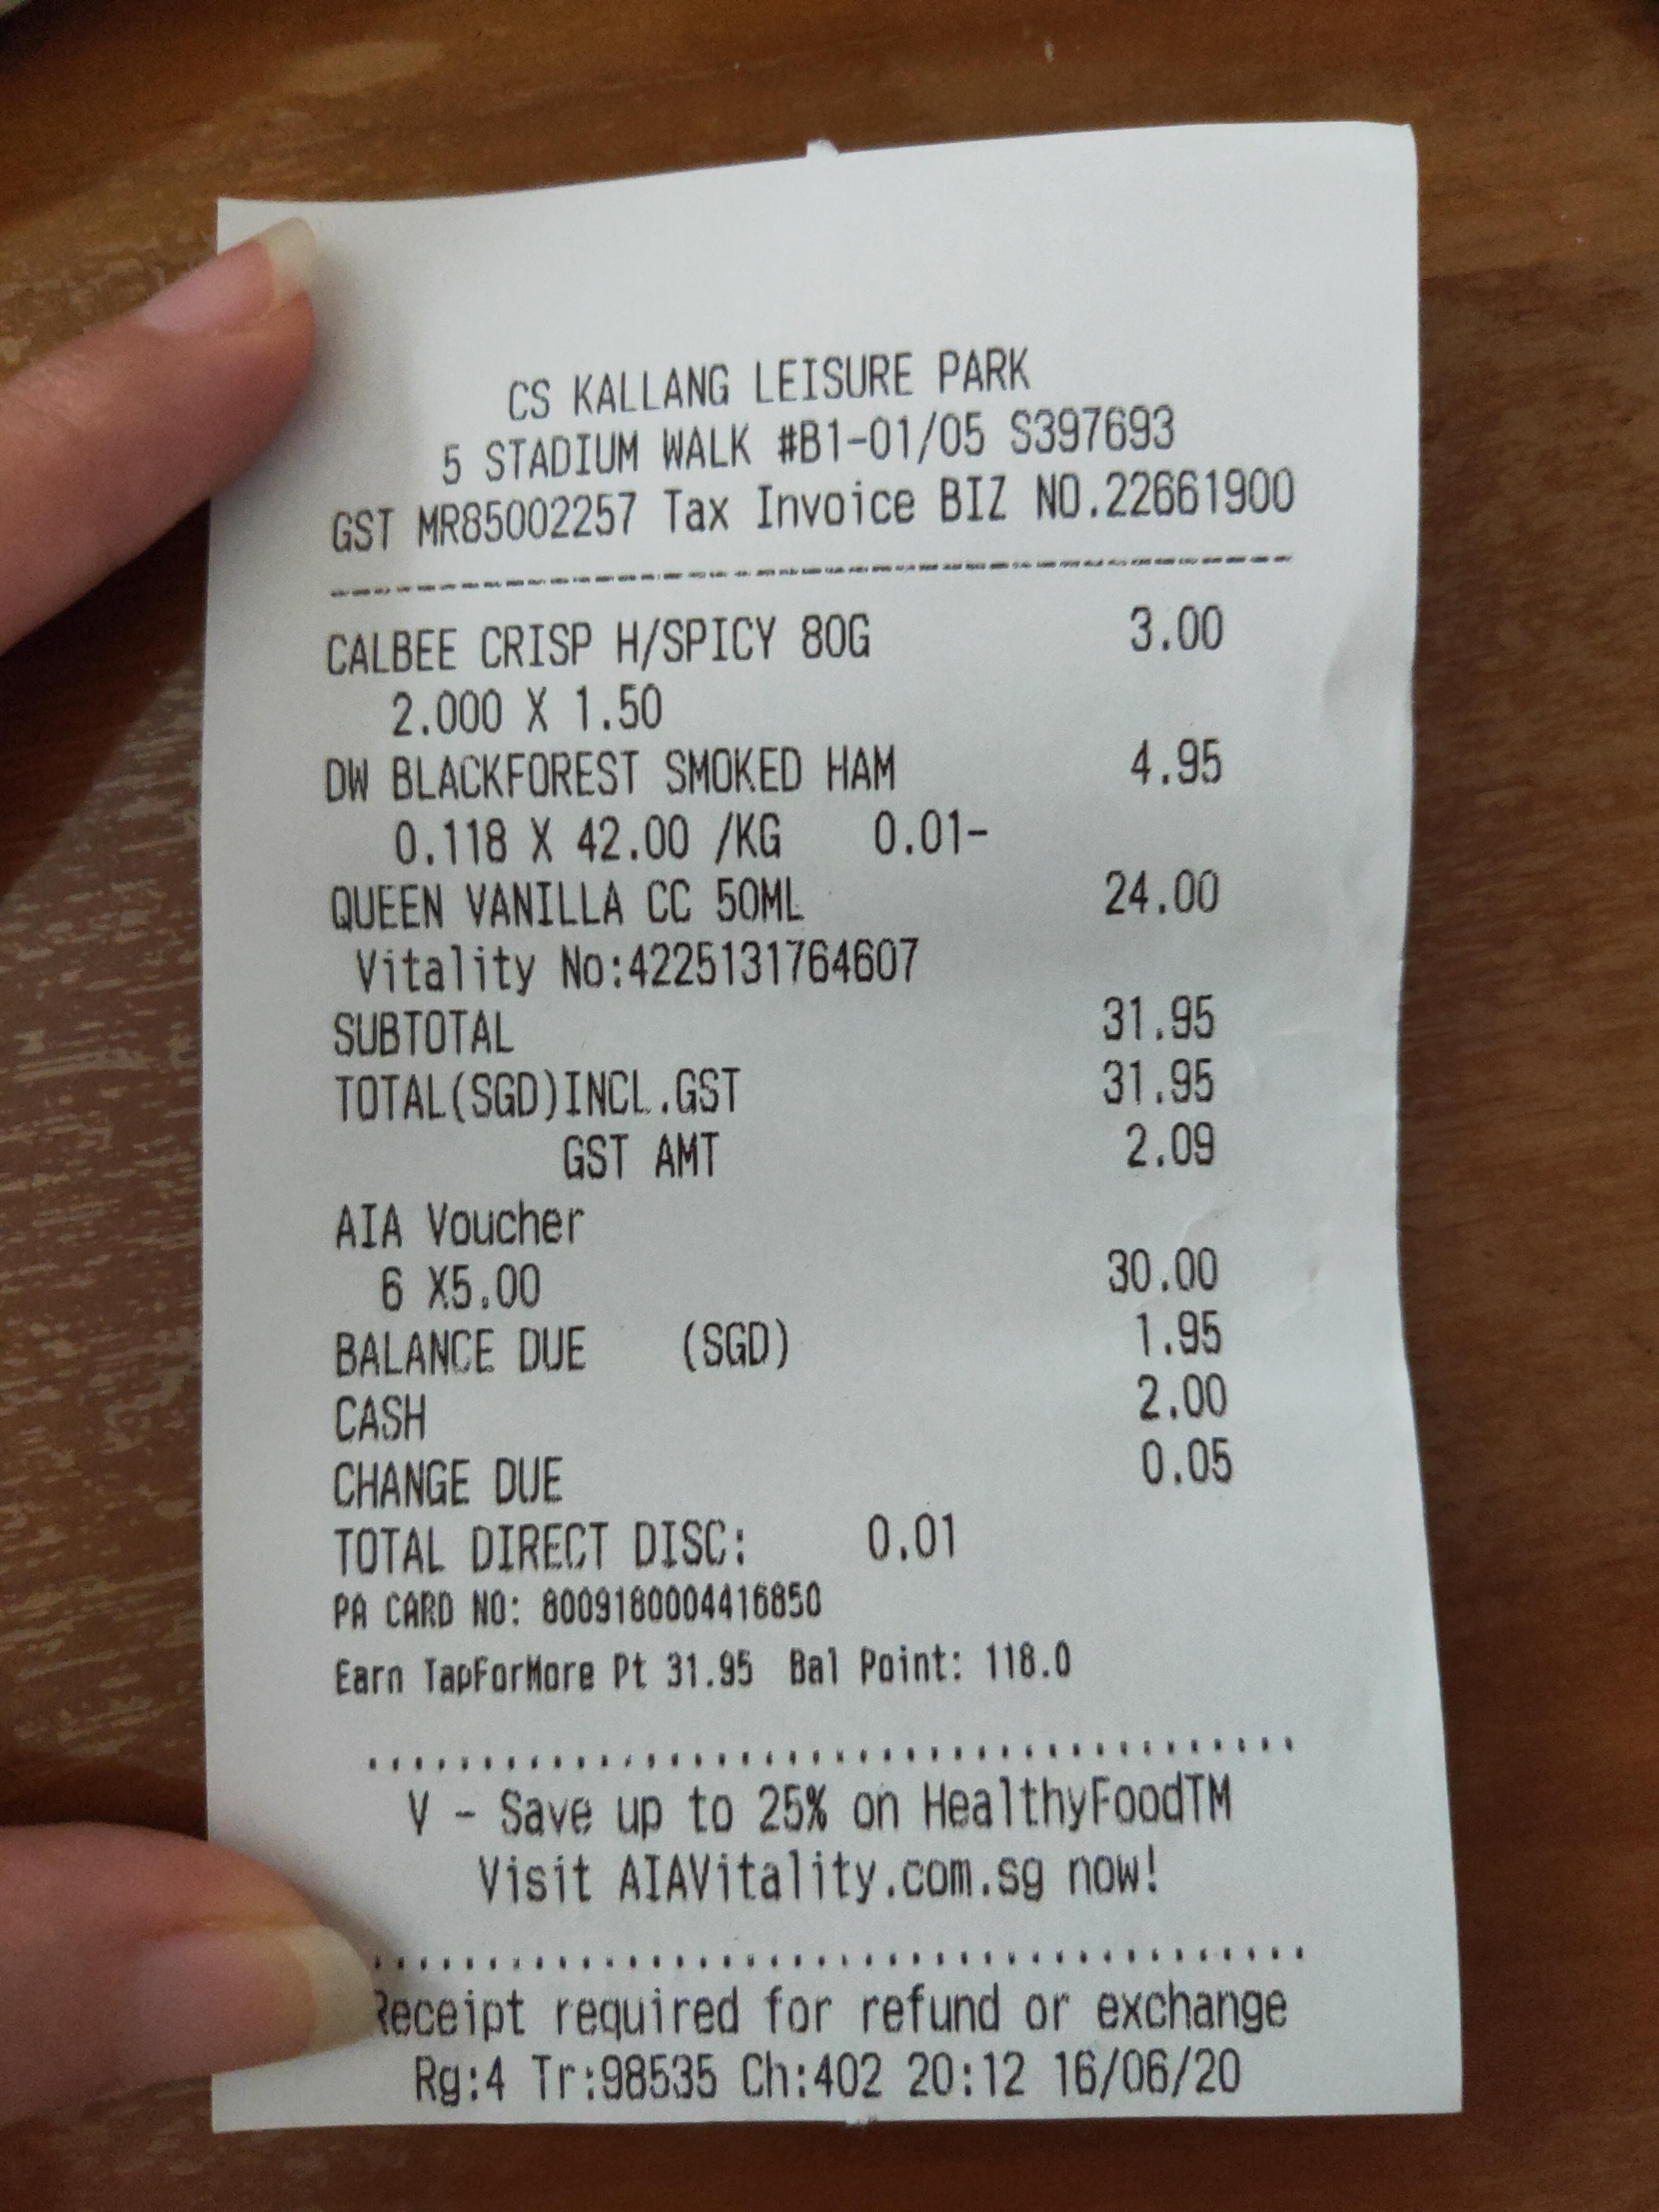 CS KALLANG LEISURE PARK
5 STADIUM WALK #B1-01/05 S397693
GST MR85002257 Tax Invoice BIZ NO.22661900
CALBEE CRISP H/SPICY 80G 3.00
2.000 X 1.50
DW BLACKFOREST SMOKED HAM 4.95
0.118 X 42.00 /KG 0.01-
QUEEN VANILLA CC 50ML 24.00
Vitality No:4225131764607
SUBTOTAL 31.95
TOTAL(SGD)INCL.GST 31.95
GST AMT 2.09
AIA Voucher
6 X5.00 30.00
BALANCE DUE (SGD) 1.95
CASH 2.00
CHANGE DUE 0.05
TOTAL DIRECT DISC: 0.01
PA CARD NO: 8009180004416850
Earn TapForMore Pt 31.95 Bal Point: 118.0
V - Save up to 25% on HealthyFoodTM
Visit AIAVitality.com.sg now!
Receipt required for refund or exchange
Rg:4 Tr:98535 Ch:402 20:12 16/06/20